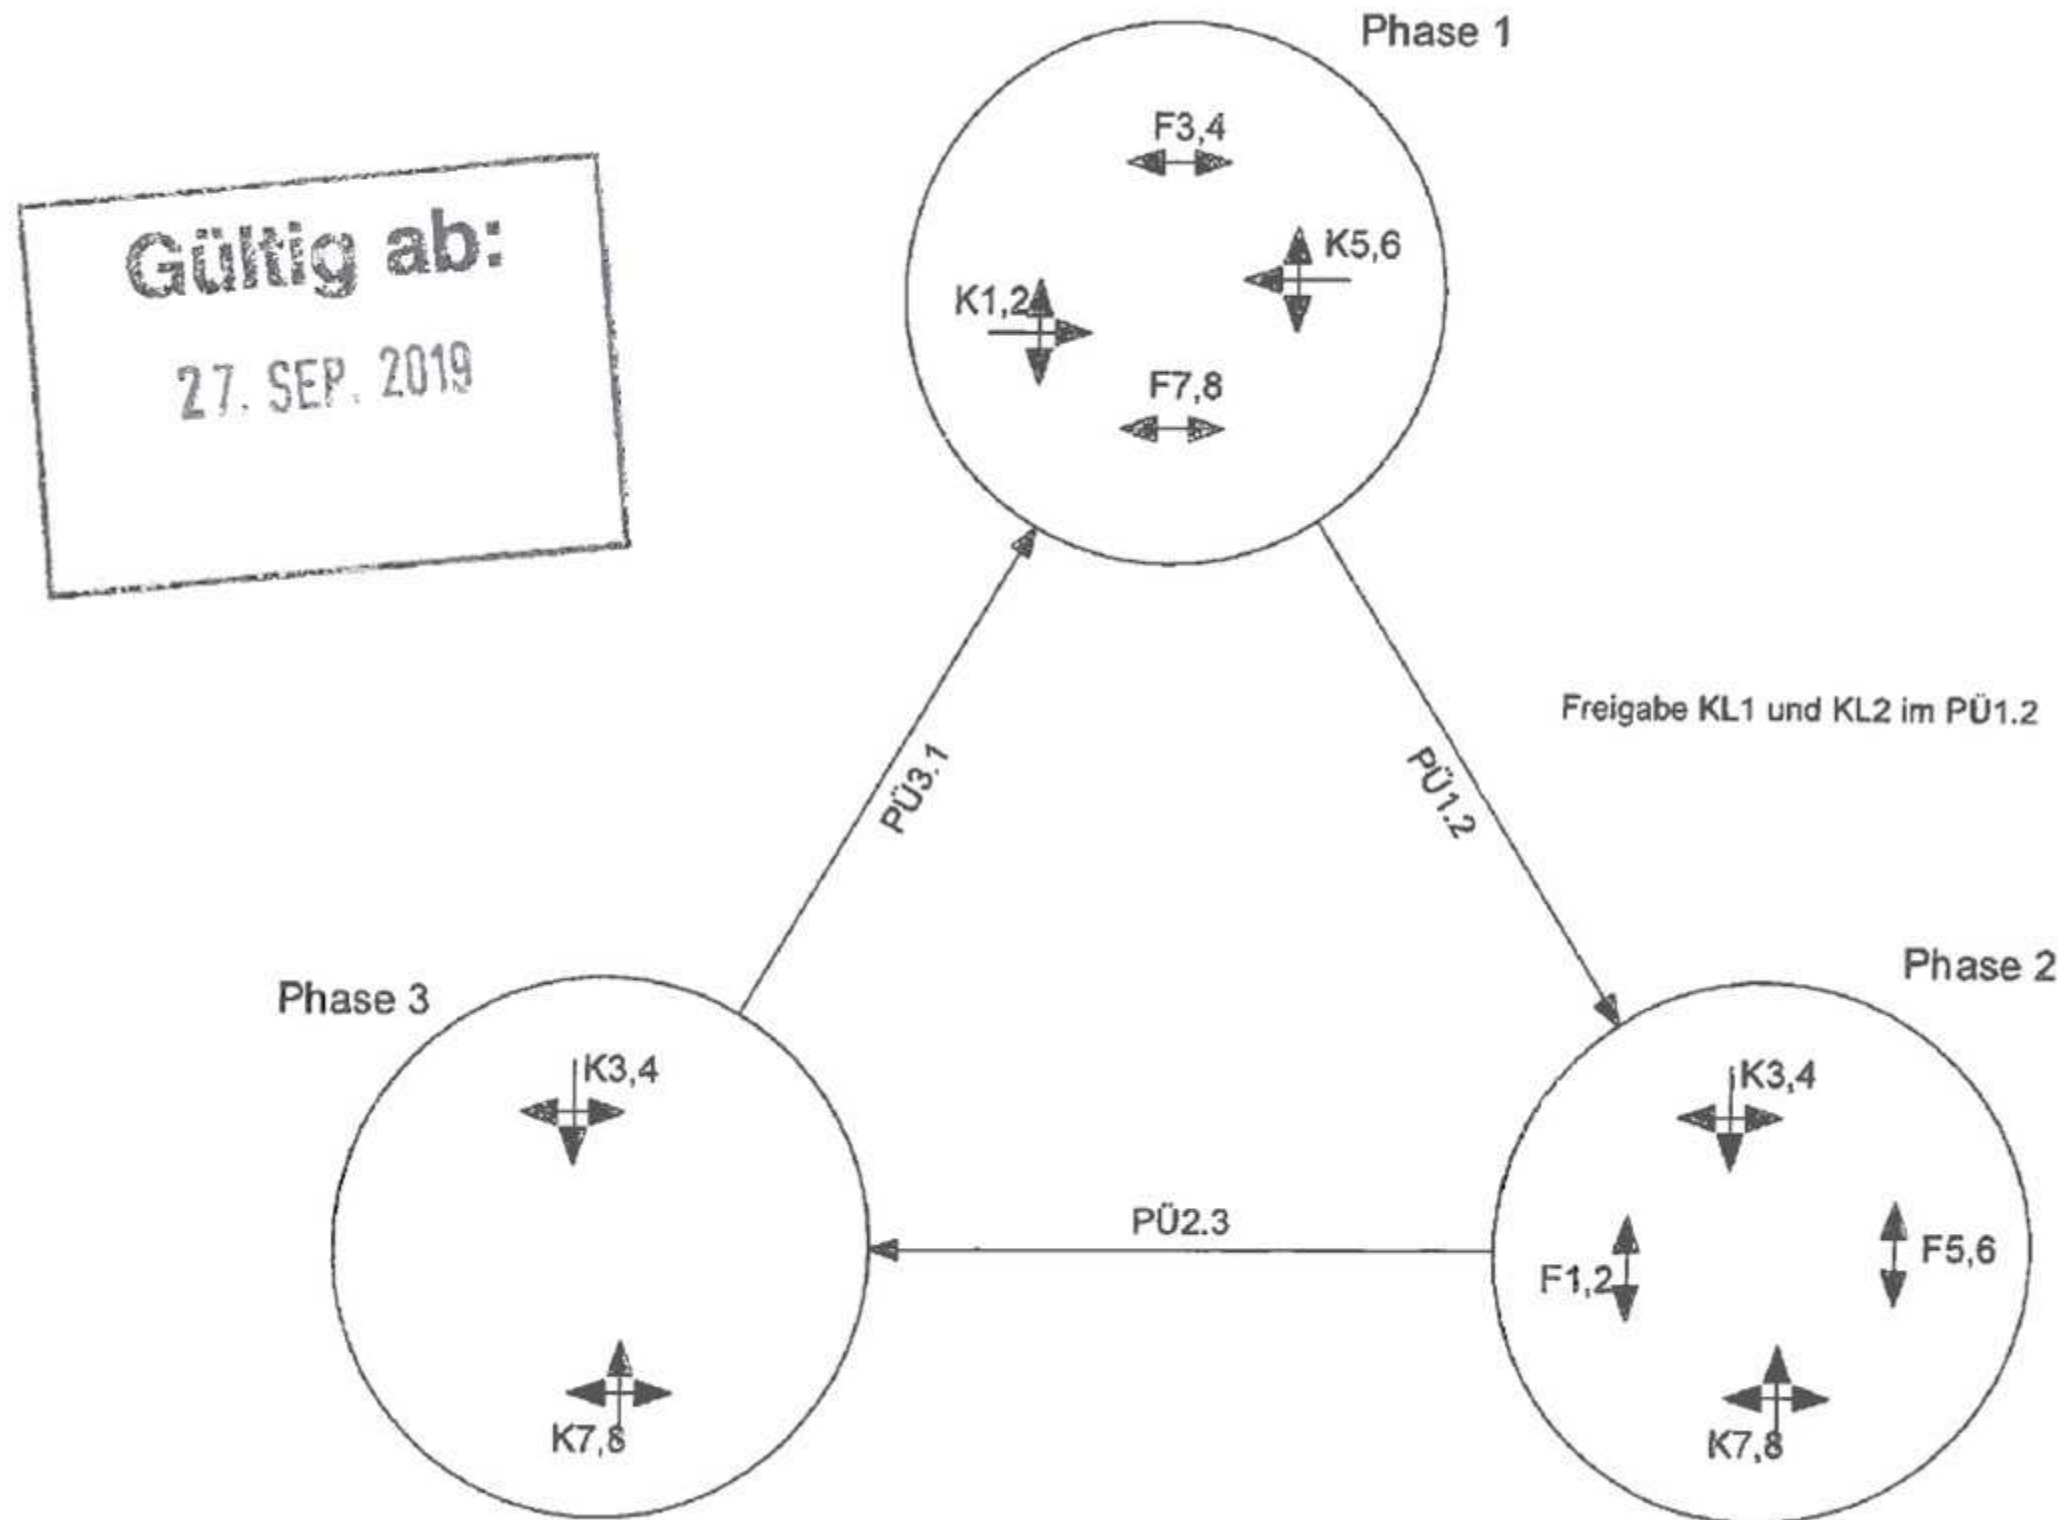 Phase 1
Gültig ab:
27. SEP. 2019
F3,4
K5,6
K1,2
F7,8
Freigabe KL1 und KL2 im PÜ1.2
PÜ3.1
PÜ1.2
Phase 3
Phase 2
K3,4
K3,4
PÜ2.3
F1,2
F5,6
K7,8
K7,8